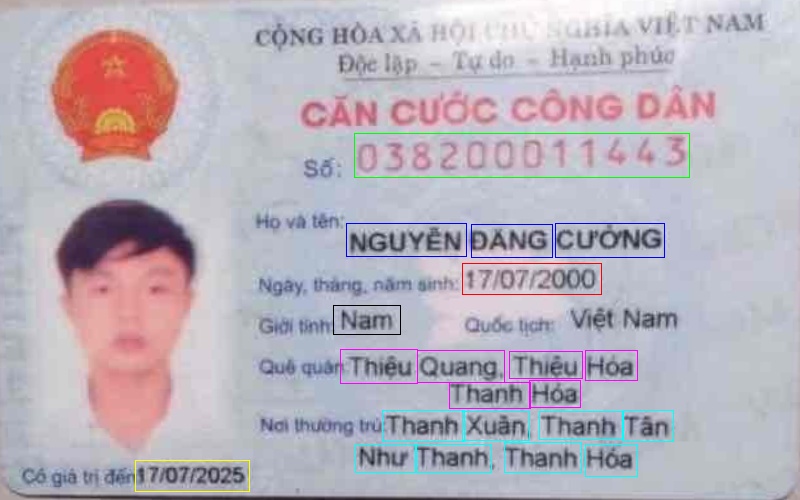 CỘNG HÒA XÃ HỘI CHỦ NGHĨA VIỆT NAM
Độc lập - Tự do - Hạnh phúc
CĂN CƯỚC CÔNG DÂN
Số: 038200011443
Họ và tên: NGUYỄN ĐĂNG CƯỜNG
Ngày, tháng, năm sinh: 17/07/2000
Giới tính: Nam Quốc tịch: Việt Nam
Quê quán: Thiệu Quang, Thiệu Hóa
Thanh Hóa
Nơi thường trú: Thanh Xuân, Thanh Tân
Như Thanh, Thanh Hóa
Có giá trị đến 17/07/2025